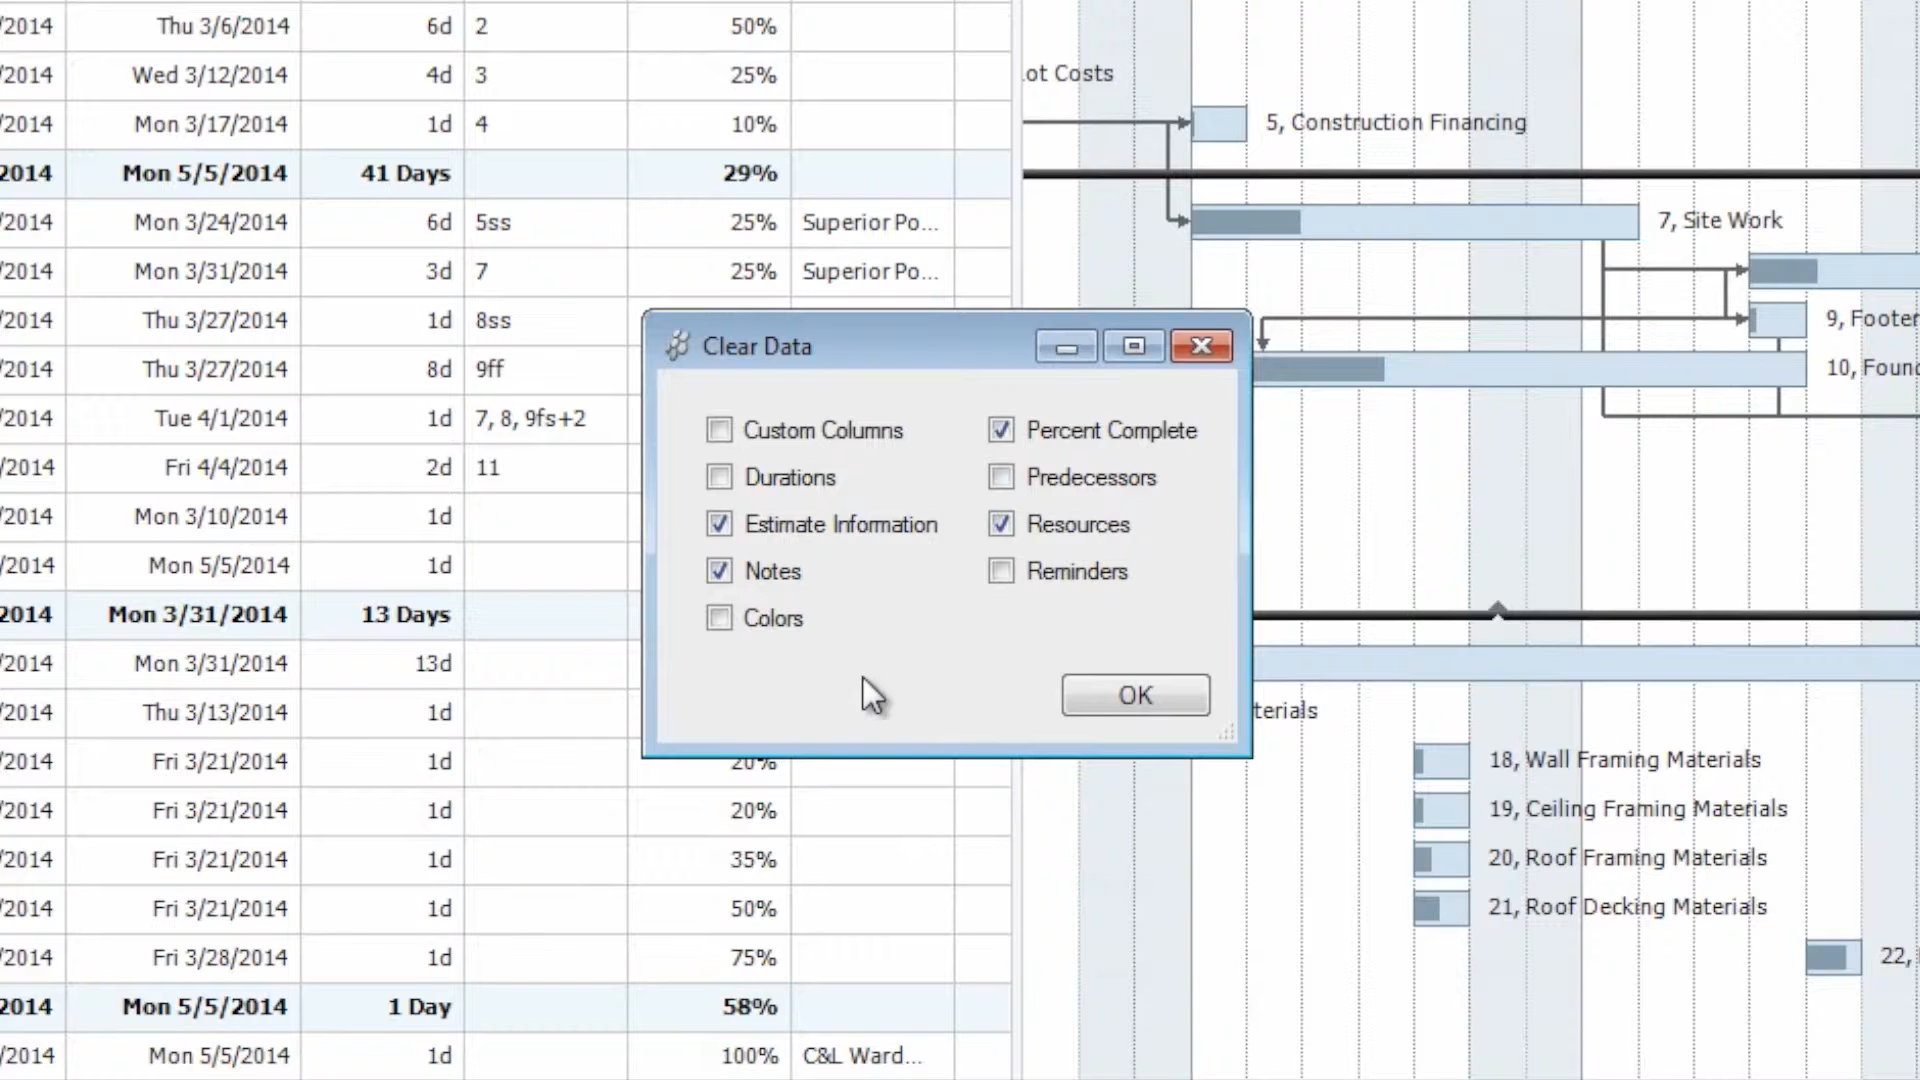 /2014 Thu 3/6/2014 6d 2 50%
/2014 Wed 3/12/2014 4d 3 25%
ot Costs
/2014 Mon 3/17/2014 1d 4 10%
5, Construction Financing
2014 Mon 5/5/2014 41 Days 29%
/2014 Mon 3/24/2014 6d 5ss 25% Superior Po...
7, Site Work
/2014 Mon 3/31/2014 3d 7 25% Superior Po...
/2014 Thu 3/27/2014 1d 8ss
9, Footer
/2014 Thu 3/27/2014 8d 9ff
10, Found
/2014 Tue 4/1/2014 1d 7, 8, 9fs+2
/2014 Fri 4/4/2014 2d 11
/2014 Mon 3/10/2014 1d
/2014 Mon 5/5/2014 1d
2014 Mon 3/31/2014 13 Days
/2014 Mon 3/31/2014 13d
/2014 Thu 3/13/2014 1d
terials
/2014 Fri 3/21/2014 1d 20%
18, Wall Framing Materials
/2014 Fri 3/21/2014 1d 20%
19, Ceiling Framing Materials
/2014 Fri 3/21/2014 1d 35%
20, Roof Framing Materials
/2014 Fri 3/21/2014 1d 50%
21, Roof Decking Materials
/2014 Fri 3/28/2014 1d 75%
22,
2014 Mon 5/5/2014 1 Day 58%
/2014 Mon 5/5/2014 1d 100% C&L Ward...
Clear Data
Custom Columns
Percent Complete
Durations
Predecessors
Estimate Information
Resources
Notes
Reminders
Colors
OK